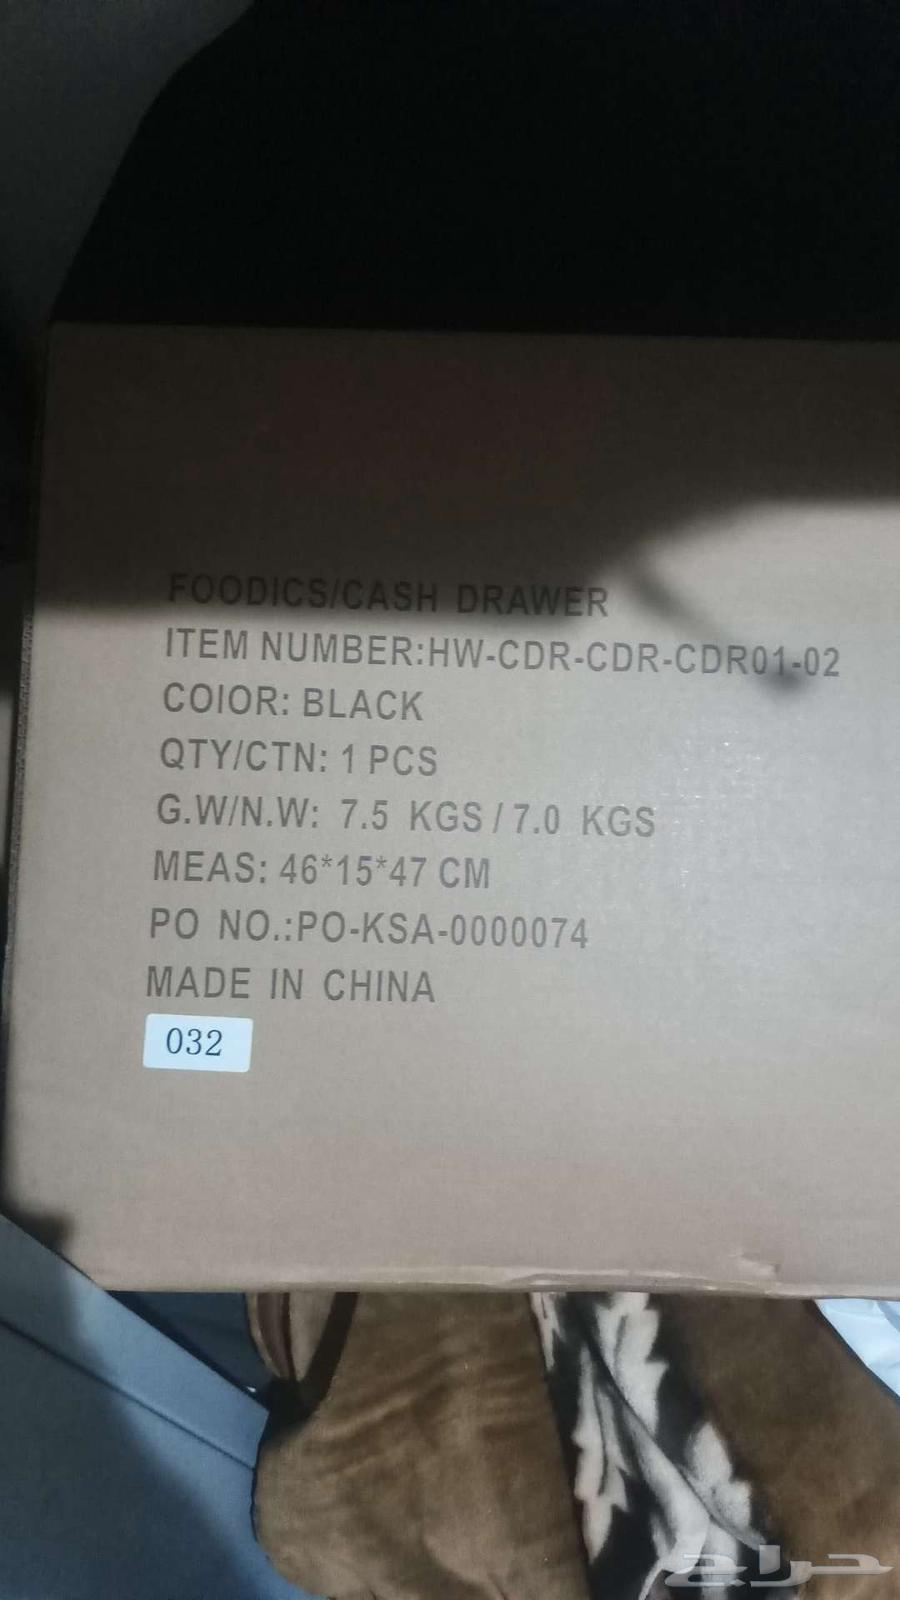 FOODICS/CASH DRAWER
ITEM NUMBER:HW-CDR-CDR-CDR01-02
COIOR: BLACK
QTY/CTN: 1 PCS
G.W/N.W: 7.5 KGS / 7.0 KGS
MEAS: 46*15*47 CM
PO NO.:PO-KSA-0000074
MADE IN CHINA
032
حراج